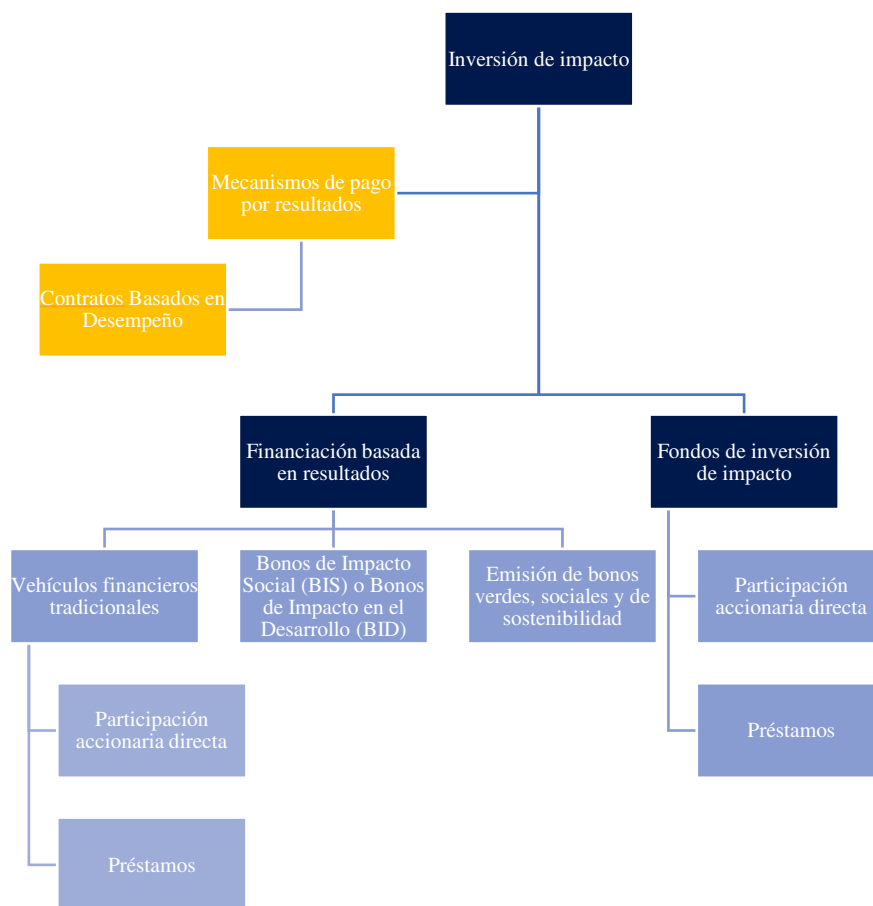 Inversión de impacto
Mecanismos de pago
por resultados
Contratos Basados en
Desempeño
Financiación basada
en resultados
Fondos de inversión
de impacto
Vehículos financieros
tradicionales
Bonos de Impacto
Social (BIS) o Bonos
de Impacto en el
Desarrollo (BID)
Emisión de bonos
verdes, sociales y de
sostenibilidad
Participación
accionaria directa
Participación
accionaria directa
Préstamos
Préstamos